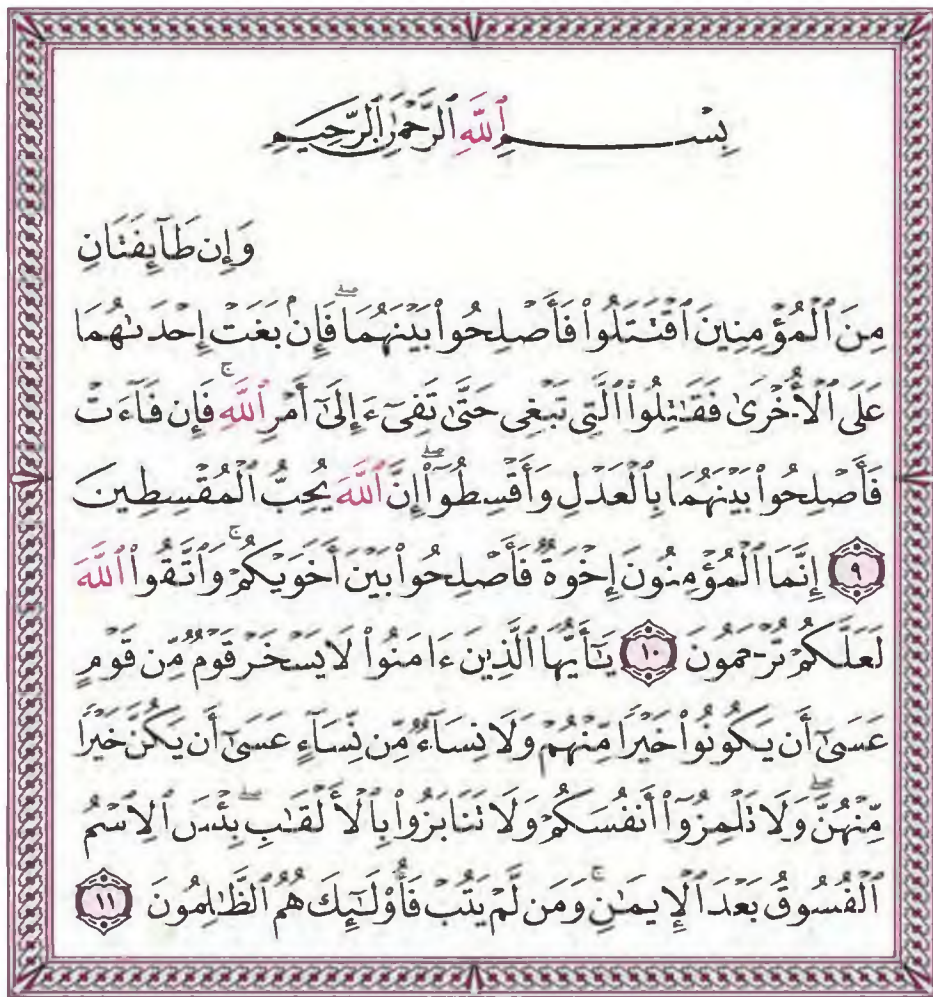 بِسْمِ ٱللَّهِ ٱلرَّحْمَٰنِ ٱلرَّحِيمِ
وَإِن طَآئِفَتَانِ
مِنَ ٱلْمُؤْمِنِينَ ٱقْتَتَلُوا۟ فَأَصْلِحُوا۟ بَيْنَهُمَا ۖ فَإِنۢ بَغَتْ إِحْدَىٰهُمَا
عَلَى ٱلْأُخْرَىٰ فَقَٰتِلُوا۟ ٱلَّتِى تَبْغِى حَتَّىٰ تَفِىٓءَ إِلَىٰٓ أَمْرِ ٱللَّهِ ۚ فَإِن فَآءَتْ
فَأَصْلِحُوا۟ بَيْنَهُمَا بِٱلْعَدْلِ وَأَقْسِطُوٓا۟ ۖ إِنَّ ٱللَّهَ يُحِبُّ ٱلْمُقْسِطِينَ
٩ إِنَّمَا ٱلْمُؤْمِنُونَ إِخْوَةٌ فَأَصْلِحُوا۟ بَيْنَ أَخَوَيْكُمْ ۚ وَٱتَّقُوا۟ ٱللَّهَ
لَعَلَّكُمْ تُرْحَمُونَ ١٠ يَٰٓأَيُّهَا ٱلَّذِينَ ءَامَنُوا۟ لَا يَسْخَرْ قَوْمٌ مِّن قَوْمٍ
عَسَىٰٓ أَن يَكُونُوا۟ خَيْرًا مِّنْهُمْ وَلَا نِسَآءٌ مِّن نِّسَآءٍ عَسَىٰٓ أَن يَكُنَّ خَيْرًا
مِّنْهُنَّ ۖ وَلَا تَلْمِزُوٓا۟ أَنفُسَكُمْ وَلَا تَنَابَزُوا۟ بِٱلْأَلْقَٰبِ ۖ بِئْسَ ٱلِٱسْمُ
ٱلْفُسُوقُ بَعْدَ ٱلْإِيمَٰنِ ۚ وَمَن لَّمْ يَتُبْ فَأُو۟لَٰٓئِكَ هُمُ ٱلظَّٰلِمُونَ ١١